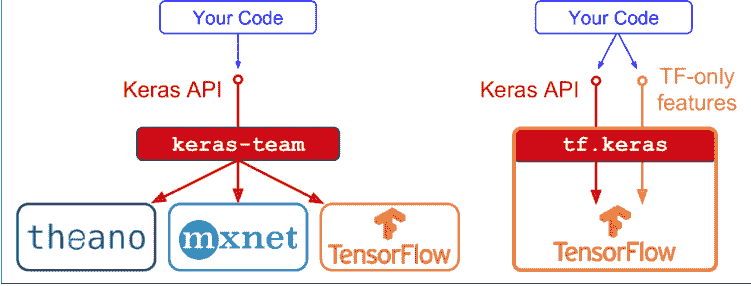 Your Code
Keras API
keras-team
theano
mxnet
TensorFlow
Your Code
Keras API
TF-only
features
tf.keras
TensorFlow